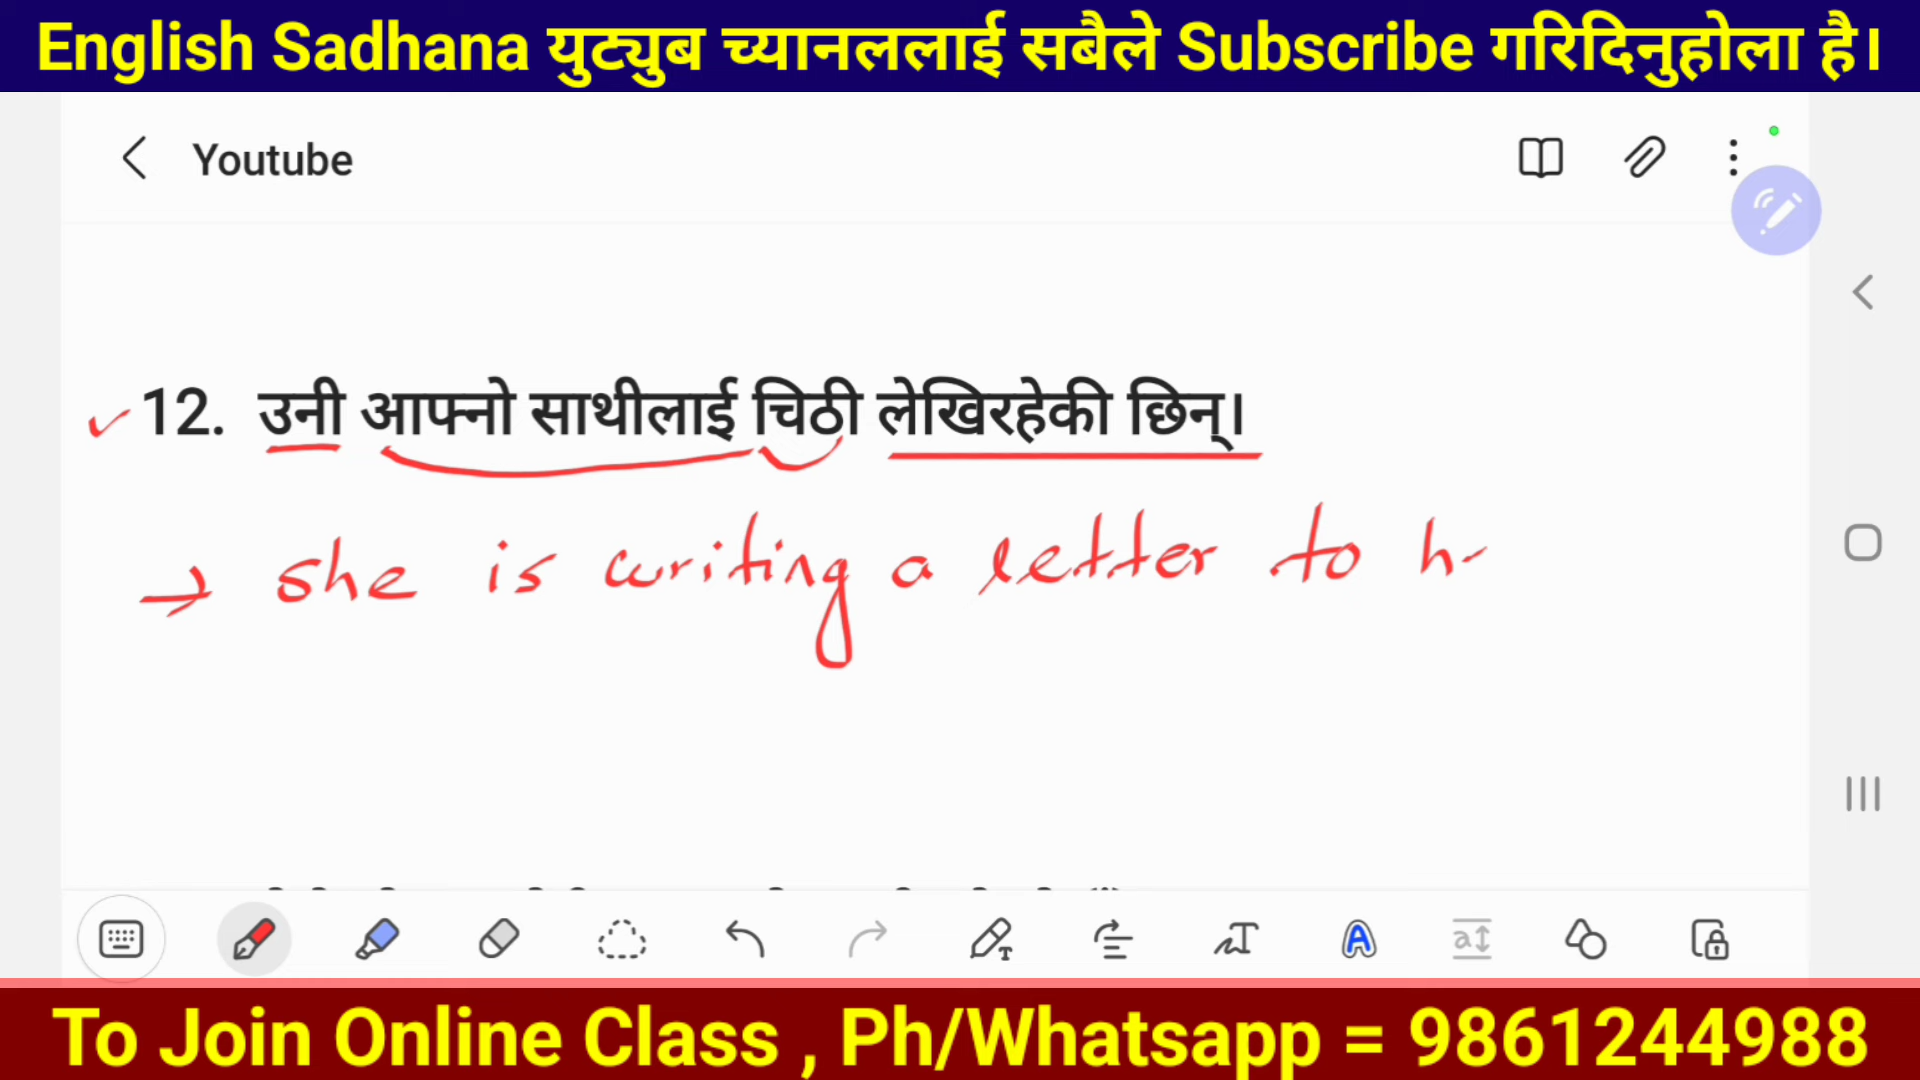 English Sadhana युट्युब च्यानललाई सबैले Subscribe गरिदिनुहोला है।
Youtube
12. उनी आफ्नो साथीलाई चिठी लेखिरहेकी छिन्।
→ she is writing a letter to h
To Join Online Class , Ph/Whatsapp = 9861244988